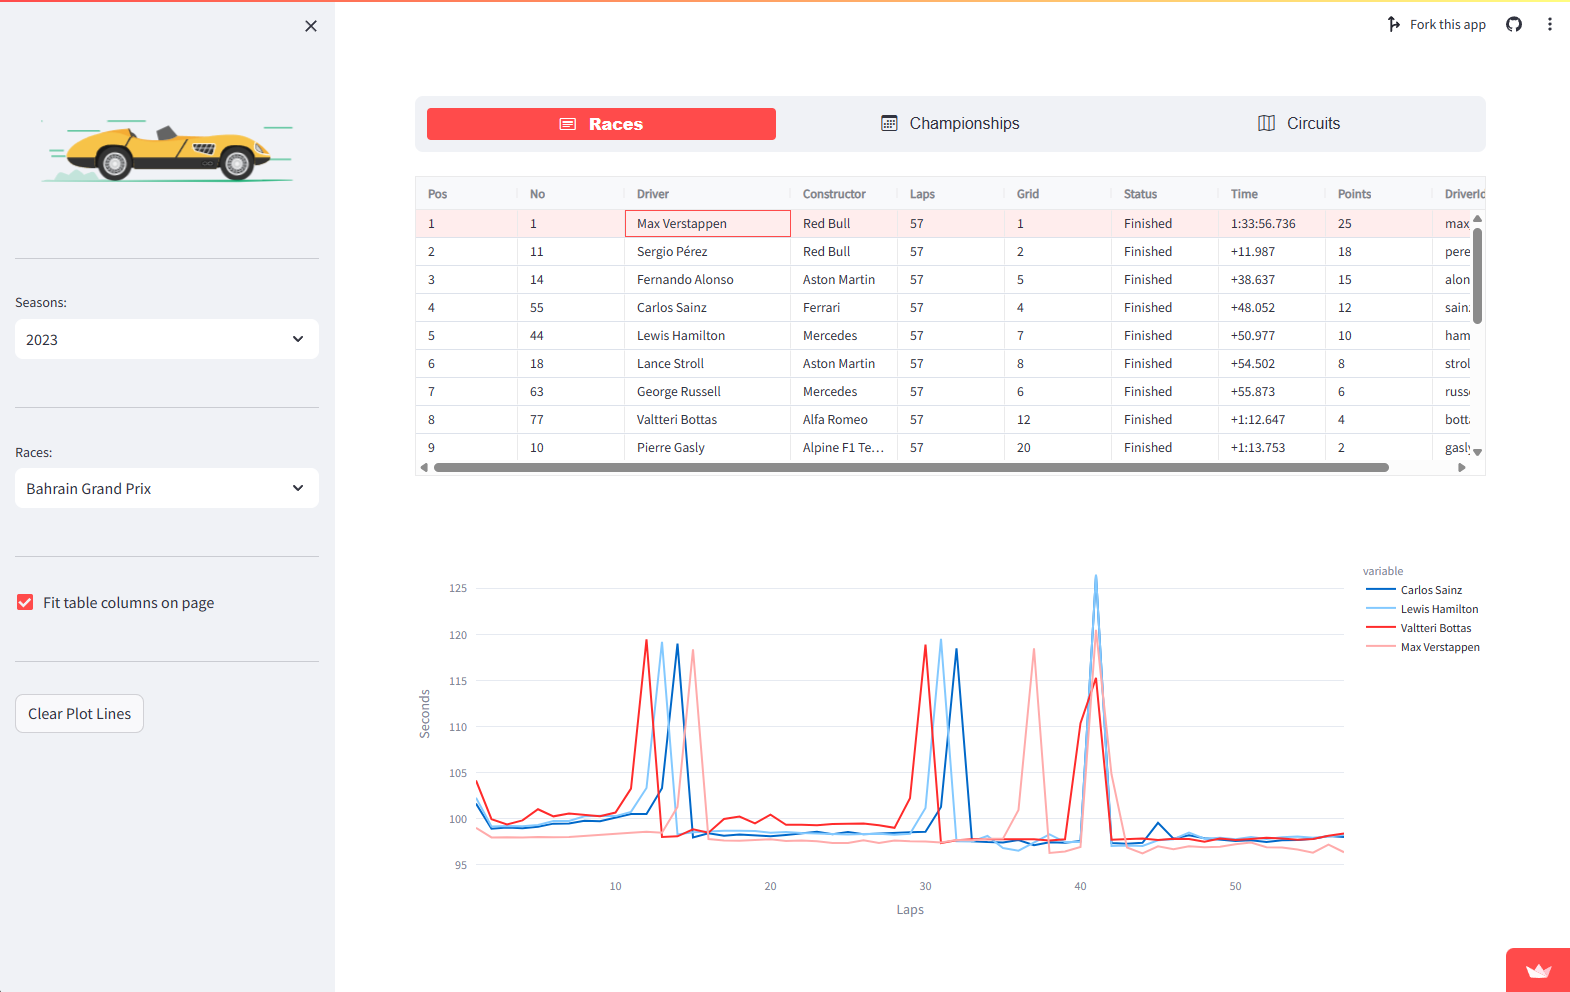 Fork this app
Races
Championships
Circuits
Seasons:
2023
Races:
Bahrain Grand Prix
Fit table columns on page
Clear Plot Lines
Pos No Driver Constructor Laps Grid Status Time Points DriverId
1 1 Max Verstappen Red Bull 57 1 Finished 1:33:56.736 25 max
2 11 Sergio Pérez Red Bull 57 2 Finished +11.987 18 pere
3 14 Fernando Alonso Aston Martin 57 5 Finished +38.637 15 alon
4 55 Carlos Sainz Ferrari 57 4 Finished +48.052 12 sain
5 44 Lewis Hamilton Mercedes 57 7 Finished +50.977 10 ham
6 18 Lance Stroll Aston Martin 57 8 Finished +54.502 8 strol
7 63 George Russell Mercedes 57 6 Finished +55.873 6 russ
8 77 Valtteri Bottas Alfa Romeo 57 12 Finished +1:12.647 4 bott
9 10 Pierre Gasly Alpine F1 Te... 57 20 Finished +1:13.753 2 gasly
variable
Carlos Sainz
Lewis Hamilton
Valtteri Bottas
Max Verstappen
125
120
115
110
105
100
95
Seconds
10 20 30 40 50
Laps